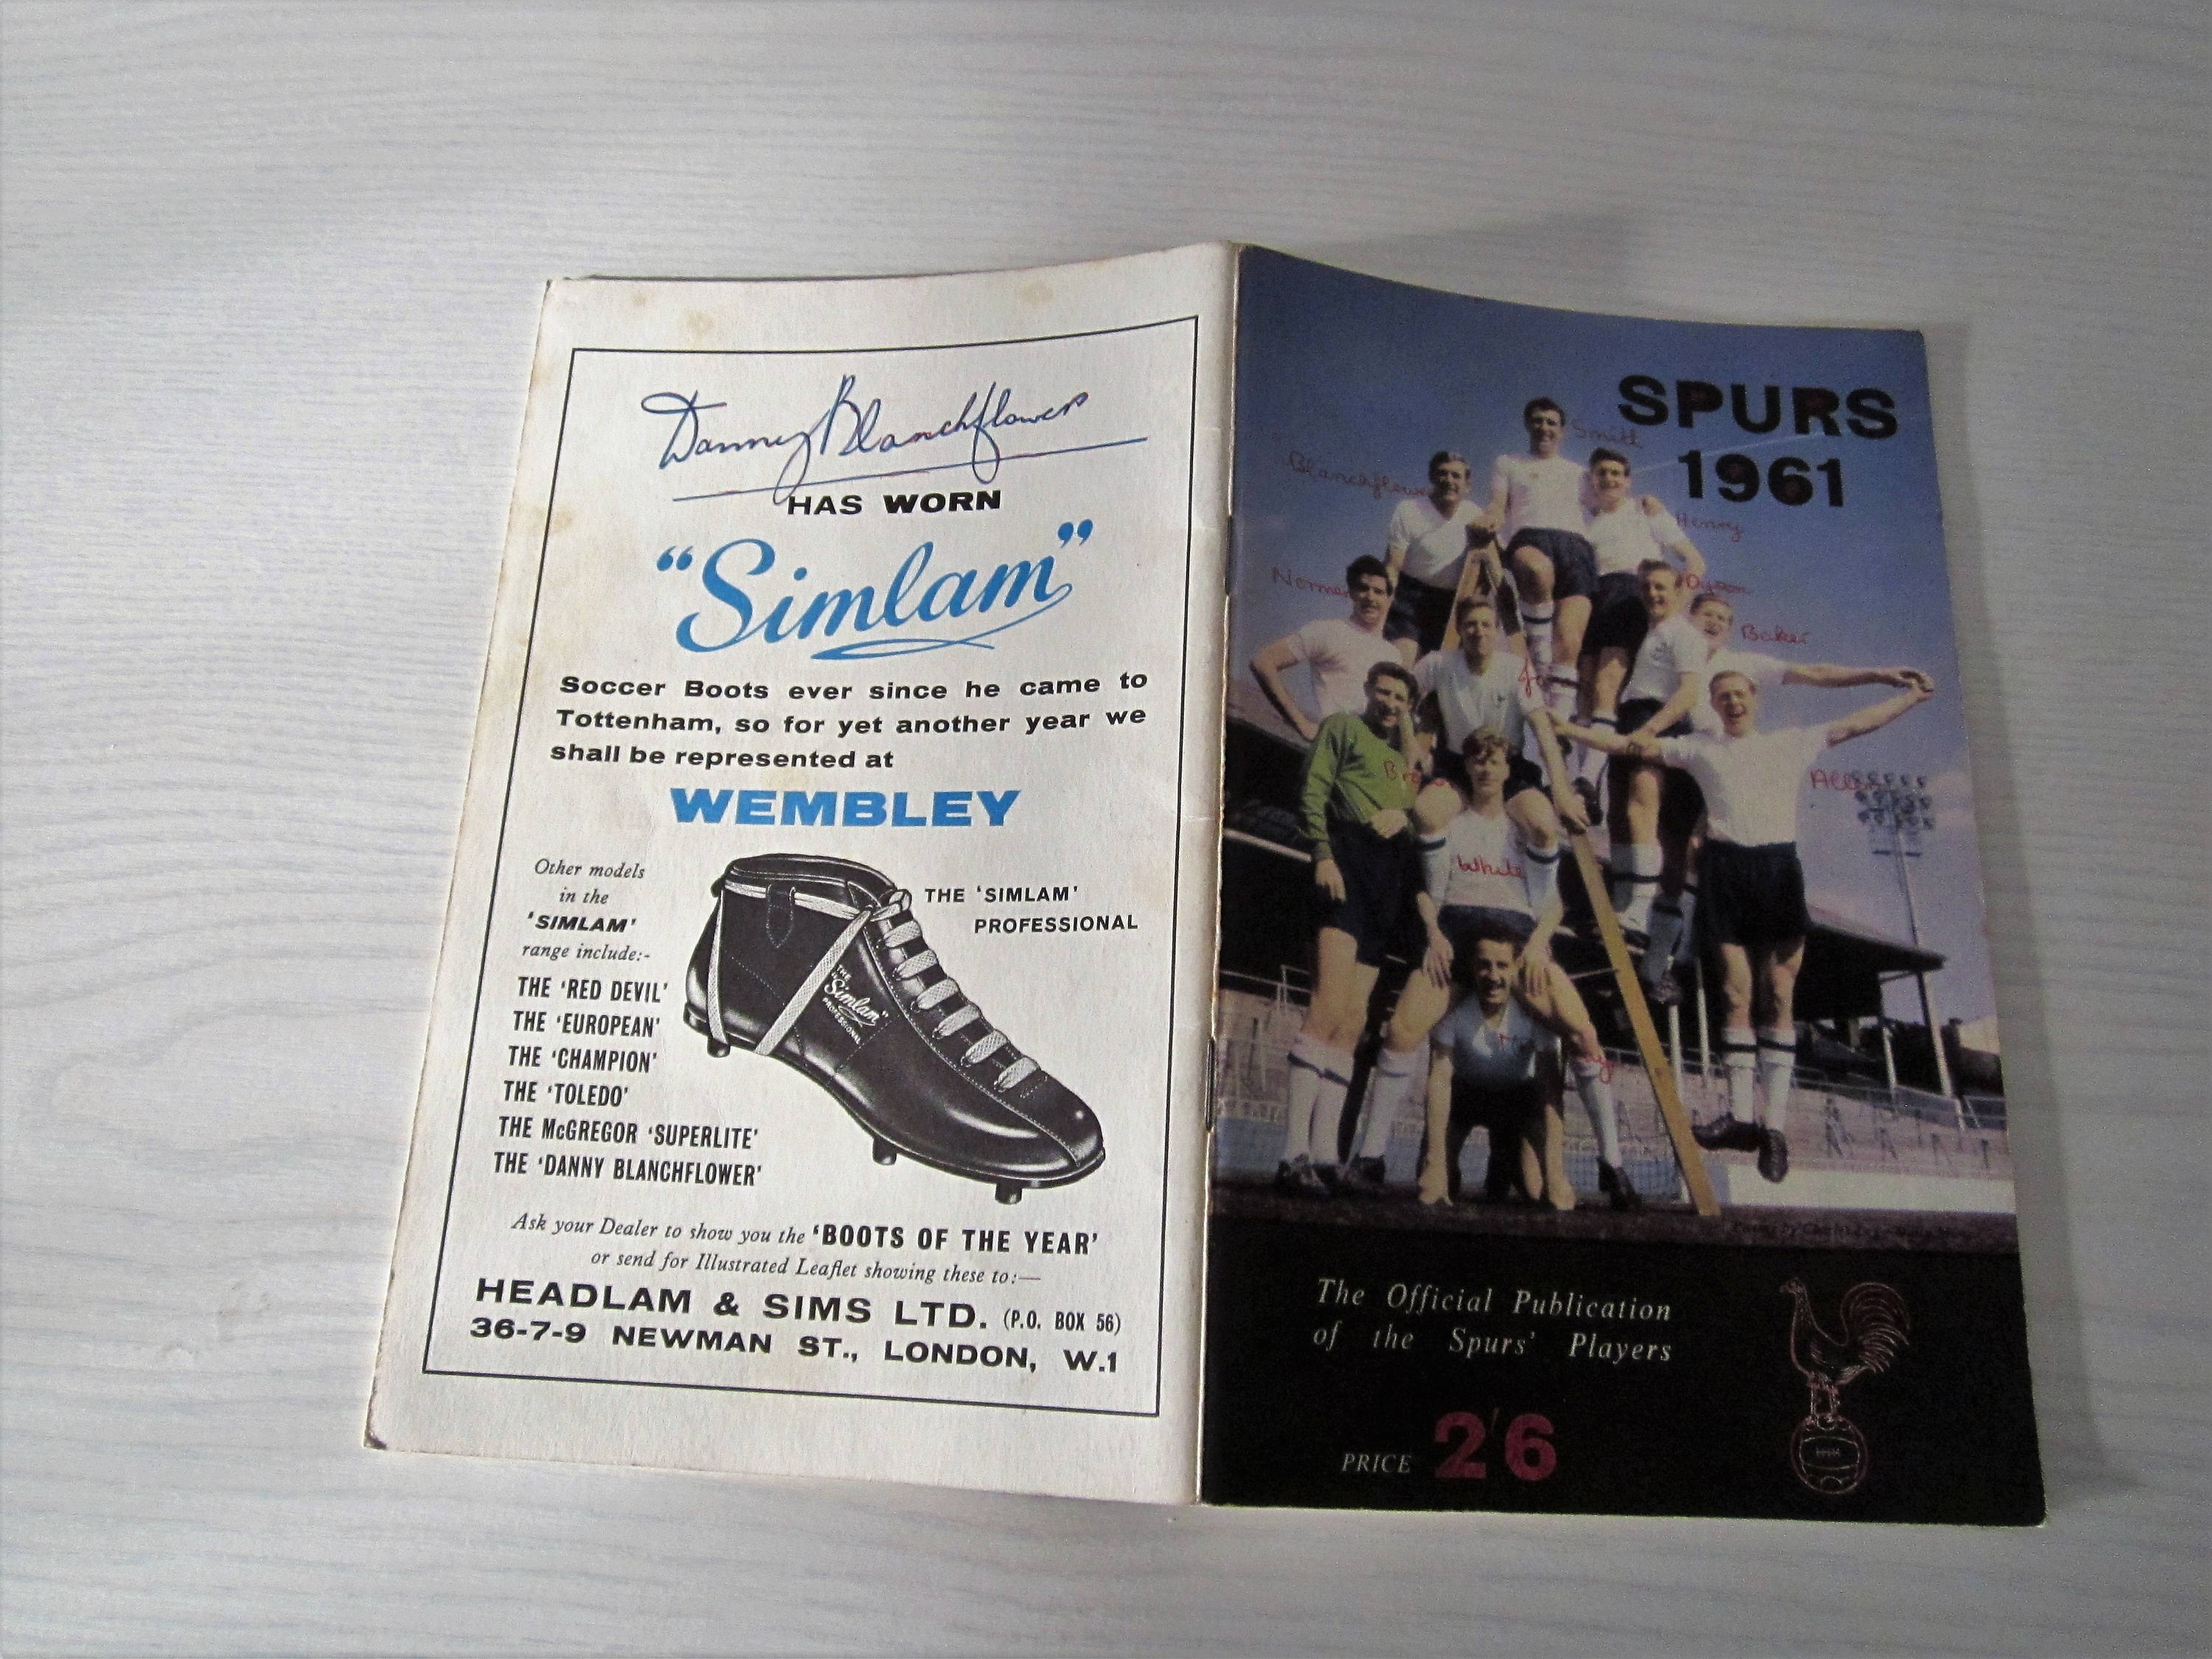 Danny Blanchflower
HAS WORN
"Simlam"
Soccer Boots ever since he came to
Tottenham, so for yet another year we
shall be represented at
WEMBLEY
Other models
in the
'SIMLAM'
range include:-
THE 'RED DEVIL'
THE 'EUROPEAN'
THE 'CHAMPION'
THE 'TOLEDO'
THE McGREGOR 'SUPERLITE'
THE 'DANNY BLANCHFLOWER'
THE 'SIMLAM'
PROFESSIONAL
THE
"Simlam"
PROFESSIONAL
Ask your Dealer to show you the 'BOOTS OF THE YEAR'
or send for Illustrated Leaflet showing these to:—
HEADLAM & SIMS LTD. (P.O. BOX 56)
36-7-9 NEWMAN ST., LONDON, W.1
SPURS
1961
Smith
Blanchflower
Henry
Norman
Dyson
Baker
Allen
White
The Official Publication
of the Spurs' Players
PRICE 2'6